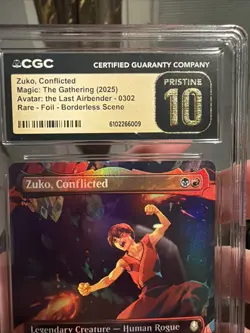 CGC
CERTIFIED GUARANTY COMPANY
Zuko, Conflicted
Magic: The Gathering (2025)
Avatar: the Last Airbender - 0302
Rare - Foil - Borderless Scene
6102266009
PRISTINE
10
Zuko, Conflicted
Legendary Creature — Human Rogue